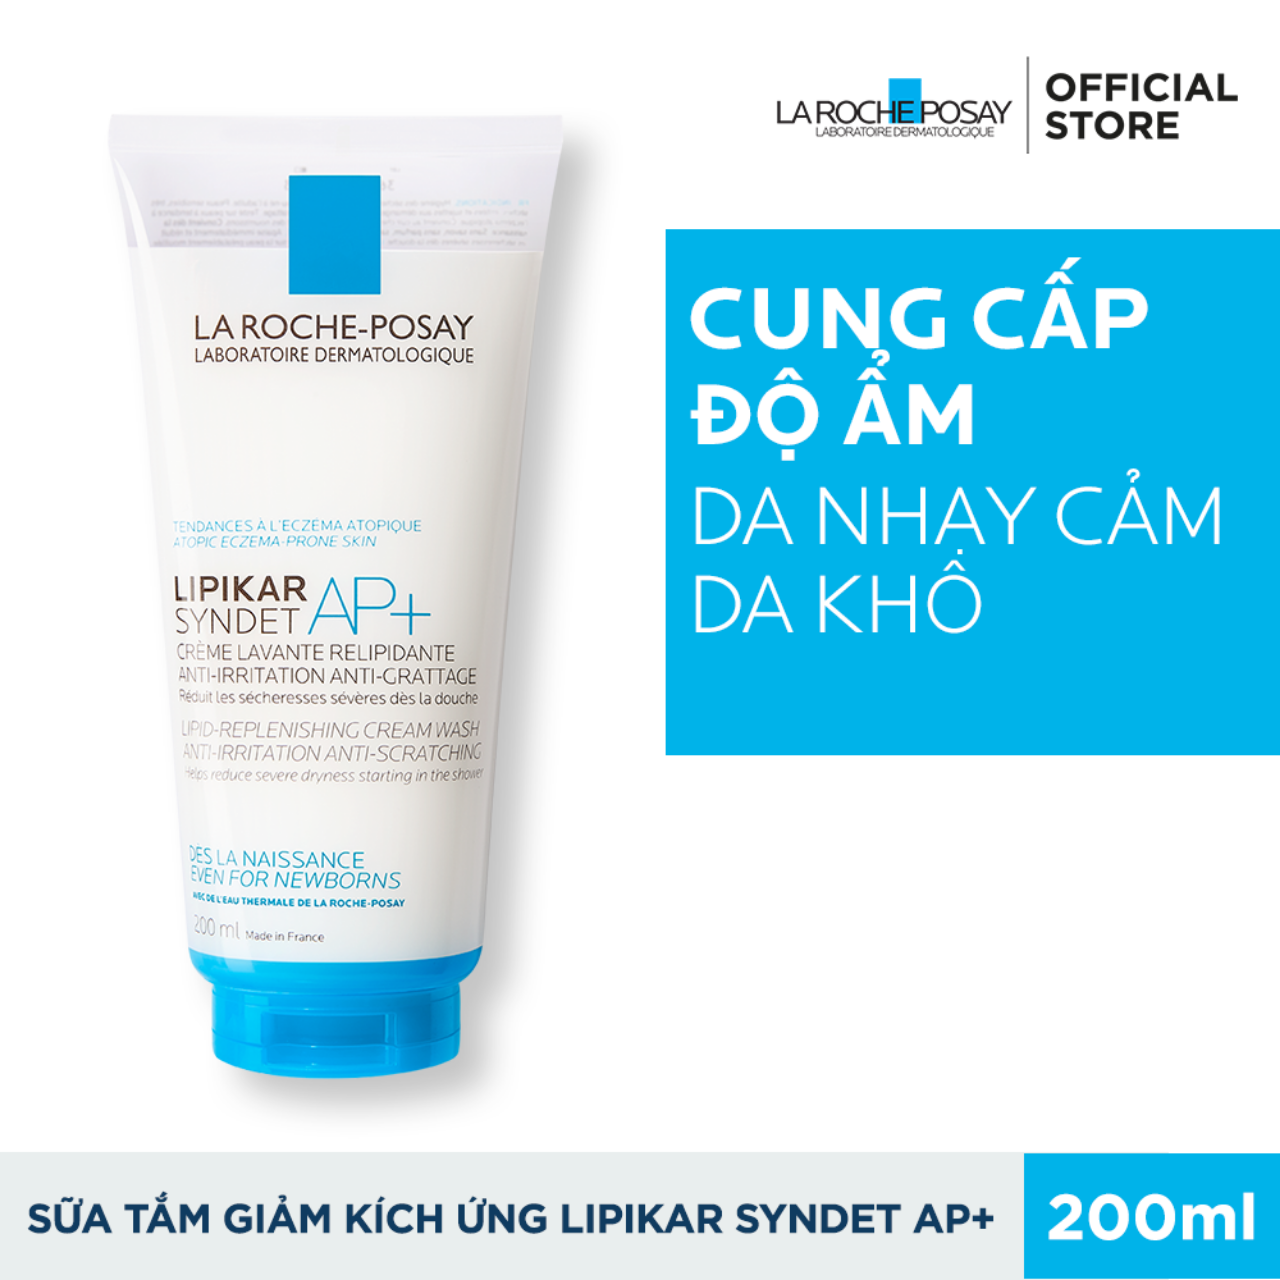 LA ROCHE POSAY
LABORATOIRE DERMATOLOGIQUE
OFFICIAL
STORE
LA ROCHE-POSAY
LABORATOIRE DERMATOLOGIQUE
TENDANCES À L'ECZEMA ATOPIQUE
ATOPIC ECZEMA-PRONE SKIN
LIPIKAR
SYNDET AP+
CRÈME LAVANTE RELIPIDANTE
ANTI-IRRITATION ANTI-GRATTAGE
Réduit les sécheresses sévères dès la douche
LIPID-REPLENISHING CREAM WASH
ANTI-IRRITATION ANTI-SCRATCHING
Helps reduce severe dryness starting in the shower
DÈS LA NAISSANCE
EVEN FOR NEWBORNS
AVEC DE L'EAU THERMALE DE LA ROCHE-POSAY
200 ml Made in France
CUNG CẤP
ĐỘ ẨM
DA NHẠY CẢM
DA KHÔ
SỮA TẮM GIẢM KÍCH ỨNG LIPIKAR SYNDET AP+
200ml